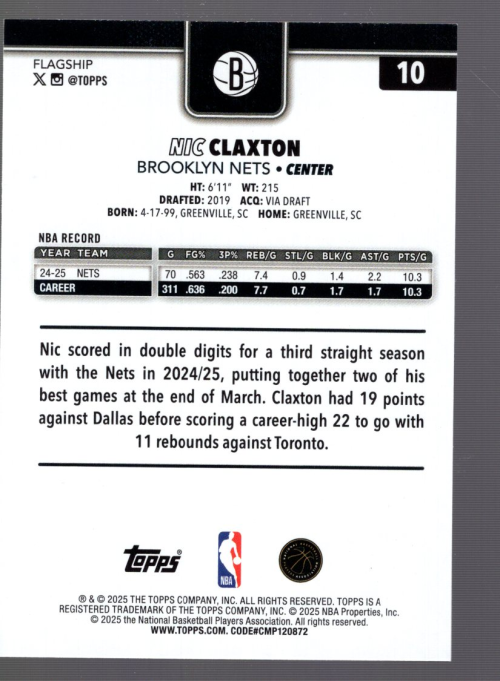 FLAGSHIP
X @TOPPS
B
10
NIC CLAXTON
BROOKLYN NETS • CENTER
HT: 6'11" WT: 215
DRAFTED: 2019 ACQ: VIA DRAFT
BORN: 4-17-99, GREENVILLE, SC HOME: GREENVILLE, SC
NBA RECORD
YEAR TEAM G FG% 3P% REB/G STL/G BLK/G AST/G PTS/G
24-25 NETS 70 .563 .238 7.4 0.9 1.4 2.2 10.3
CAREER 311 .636 .200 7.7 0.7 1.7 1.7 10.3
Nic scored in double digits for a third straight season
with the Nets in 2024/25, putting together two of his
best games at the end of March. Claxton had 19 points
against Dallas before scoring a career-high 22 to go with
11 rebounds against Toronto.
Topps®
NBA
® & © 2025 THE TOPPS COMPANY, INC. ALL RIGHTS RESERVED. TOPPS IS A
REGISTERED TRADEMARK OF THE TOPPS COMPANY, INC. © 2025 NBA Properties, Inc.
© 2025 the National Basketball Players Association. All rights reserved.
WWW.TOPPS.COM. CODE#CMP120872